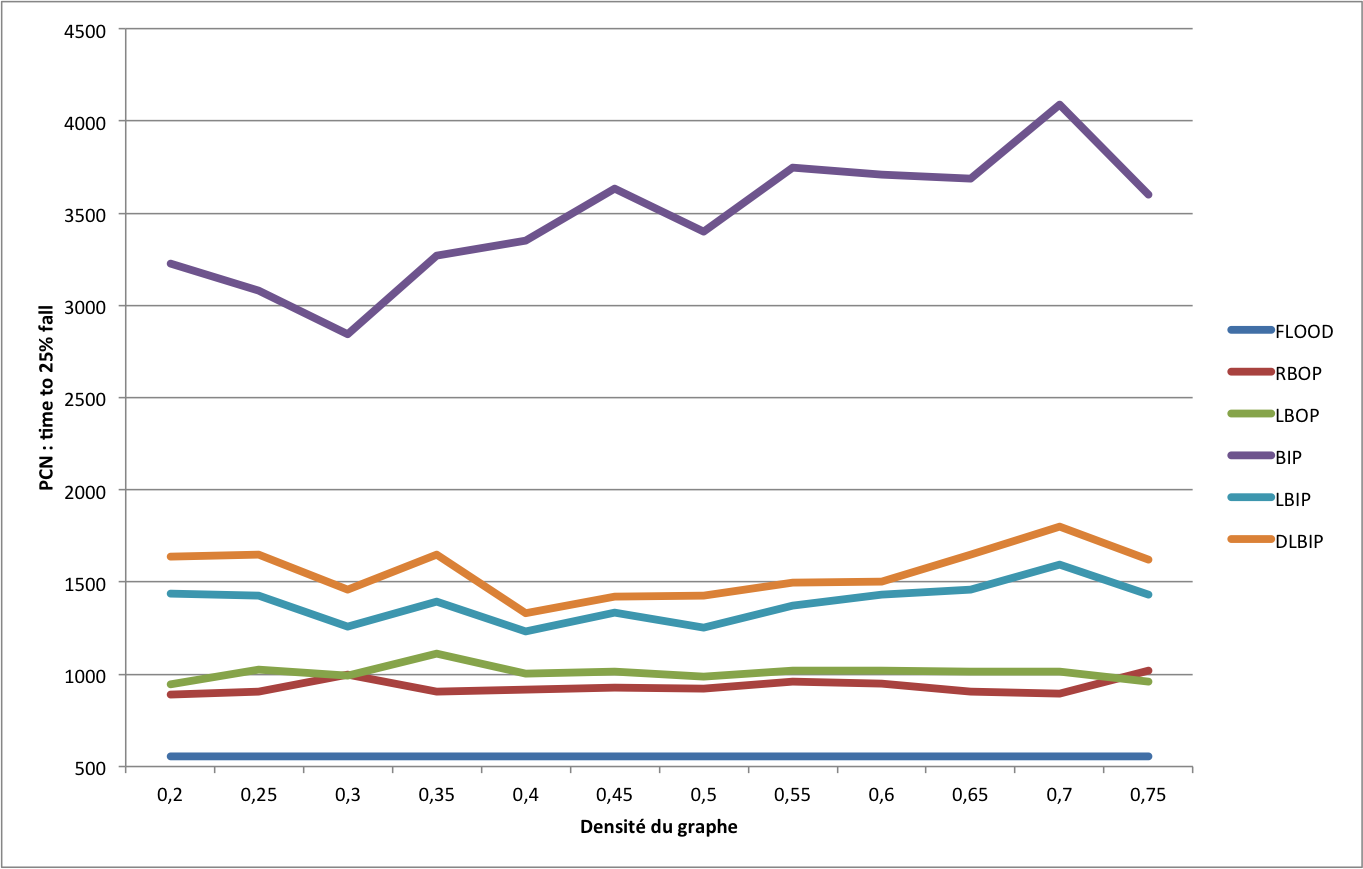 4500
4000
3500
3000
2500
2000
1500
1000
500
PCN : time to 25% fall
0,2 0,25 0,3 0,35 0,4 0,45 0,5 0,55 0,6 0,65 0,7 0,75
Densité du graphe
FLOOD
RBOP
LBOP
BIP
LBIP
DLBIP